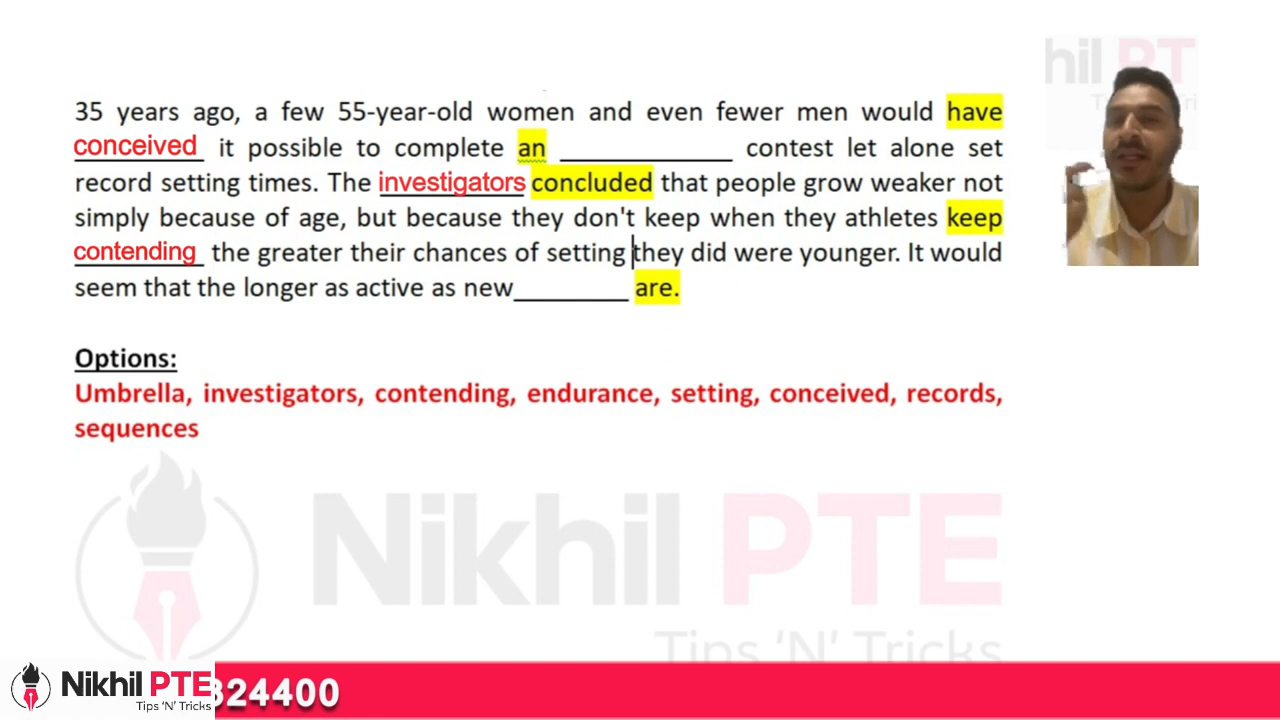 khil PT
35 years ago, a few 55-year-old women and even fewer men would have
conceived it possible to complete an _____________ contest let alone set
record setting times. The investigators concluded that people grow weaker not
simply because of age, but because they don't keep when they athletes keep
contending the greater their chances of setting they did were younger. It would
seem that the longer as active as new_________ are.
Options:
Umbrella, investigators, contending, endurance, setting, conceived, records,
sequences
Nikhil PTE
Tips 'N' Tricks
Nikhil PTE
Tips 'N' Tricks
824400